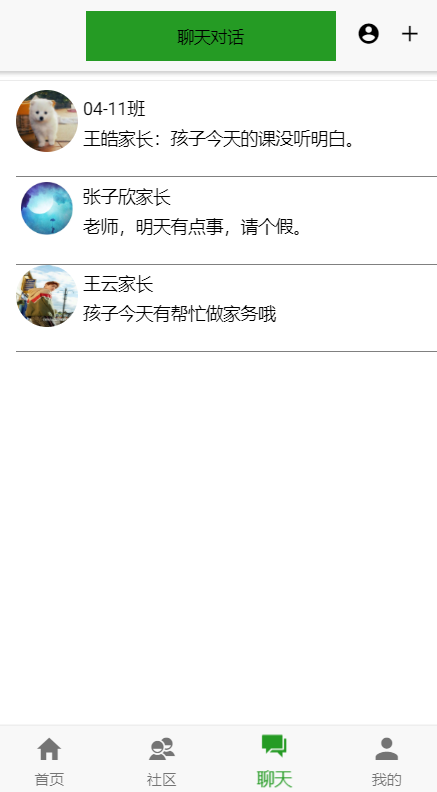 聊天对话
04-11班
王皓家长：孩子今天的课没听明白。
张子欣家长
老师，明天有点事，请个假。
王云家长
孩子今天有帮忙做家务哦
首页
社区
聊天
我的